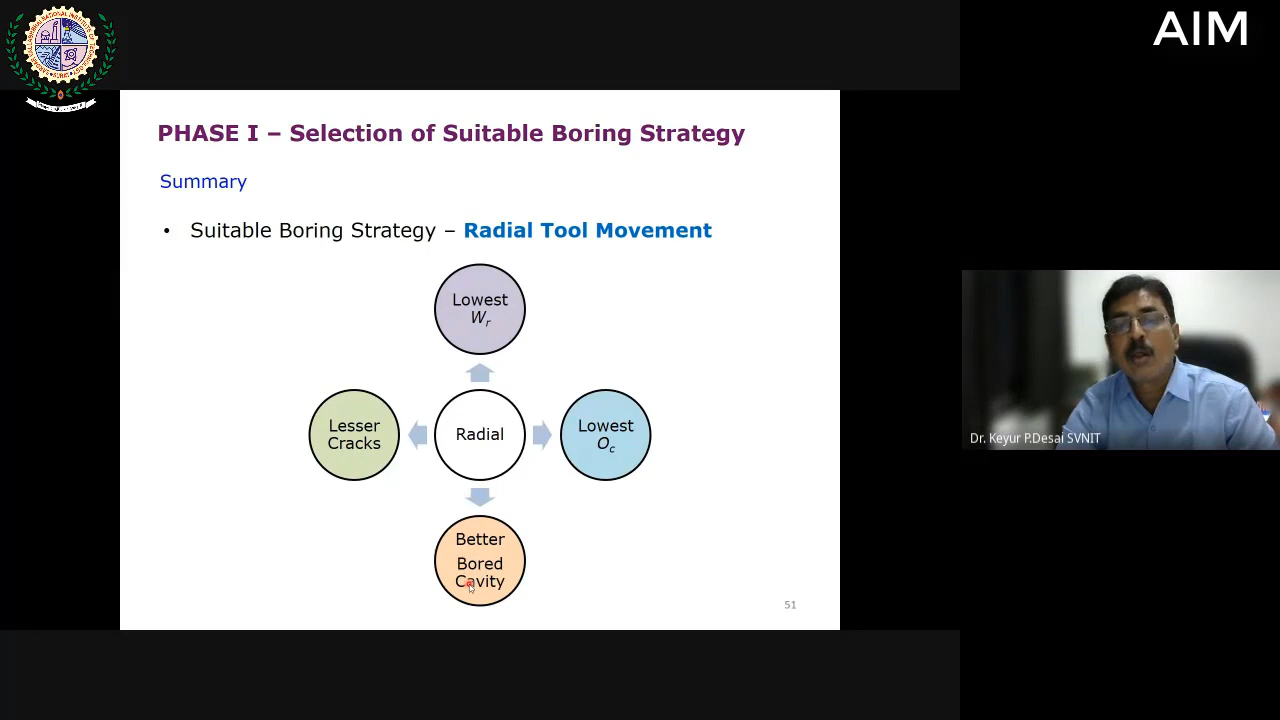 AIM
PHASE I – Selection of Suitable Boring Strategy
Summary
• Suitable Boring Strategy – Radial Tool Movement
Lowest
Wr
Lesser
Cracks
Radial
Lowest
Oc
Better
Bored
Cavity
51
Dr. Keyur P.Desai SVNIT